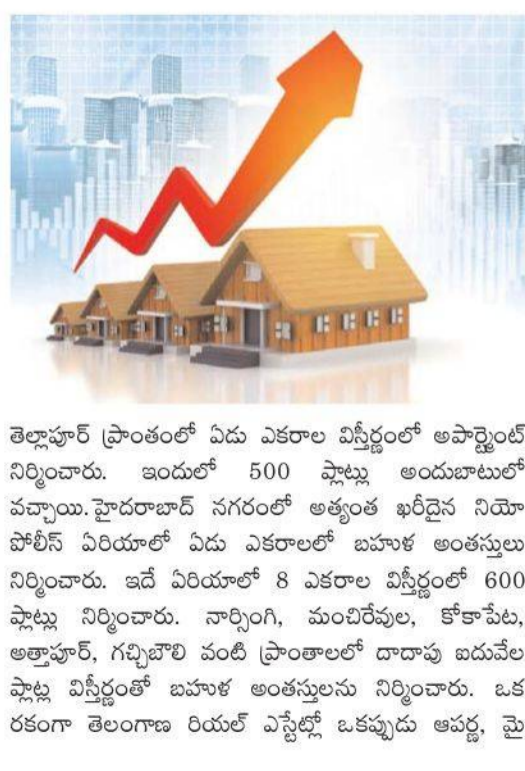 తెల్లాపూర్ ప్రాంతంలో ఏడు ఎకరాల విస్తీర్ణంలో అపార్ట్మెంట్
నిర్మించారు. ఇందులో 500 ప్లాట్లు అందుబాటులో
వచ్చాయి.హైదరాబాద్ నగరంలో అత్యంత ఖరీదైన నియో
పోలీస్ ఏరియాలో ఏడు ఎకరాలలో బహుళ అంతస్తులు
నిర్మించారు. ఇదే ఏరియాలో 8 ఎకరాల విస్తీర్ణంలో 600
ప్లాట్లు నిర్మించారు. నార్సింగి, మంచిరేవుల, కోకాపేట,
అత్తాపూర్, గచ్చిబౌలి వంటి ప్రాంతాలలో దాదాపు ఐదువేల
ప్లాట్ల విస్తీర్ణంతో బహుళ అంతస్తులను నిర్మించారు. ఒక
రకంగా తెలంగాణ రియల్ ఎస్టేట్లో ఒకప్పుడు ఆపర్ణ, మై